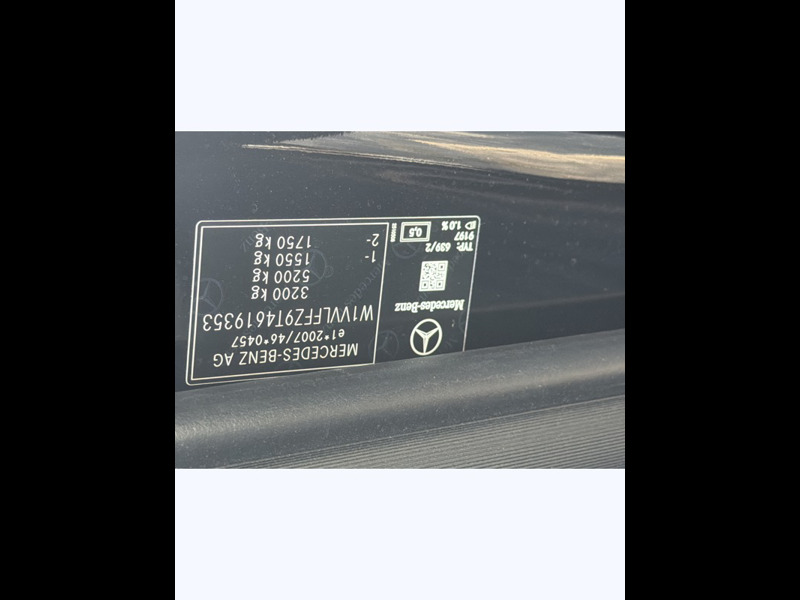 MERCEDES-BENZ AG
e1*2007/46*0457
W1VVLFFZ9T4619353
3200 kg
5200 kg
1- 1550 kg
2- 1750 kg
Mercedes-Benz
TYP: 639/2
9197
1.0 %
0,5